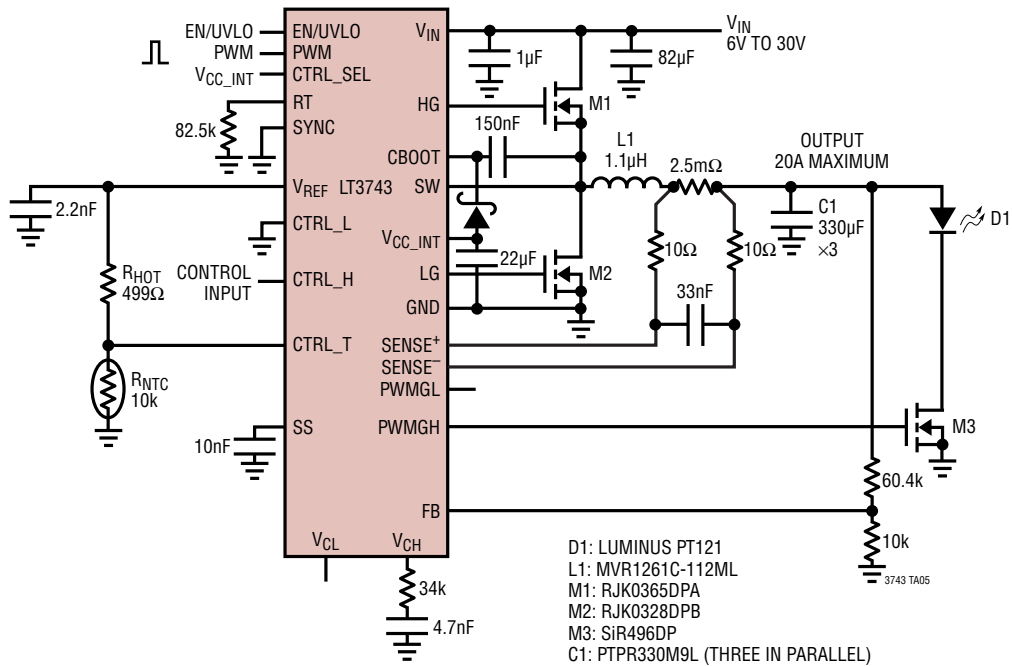 EN/UVLO
PWM
V_CC_INT
EN/UVLO
PWM
CTRL_SEL
RT
SYNC
V_REF
LT3743
CTRL_L
CTRL_H
CTRL_T
SS
V_CL
V_CH
V_IN
HG
CBOOT
SW
V_CC_INT
LG
GND
SENSE+
SENSE–
PWMGL
PWMGH
FB
82.5k
2.2nF
R_HOT
499Ω
CONTROL
INPUT
R_NTC
10k
10nF
34k
4.7nF
1µF
82µF
V_IN
6V TO 30V
M1
150nF
L1
1.1µH
2.5mΩ
OUTPUT
20A MAXIMUM
C1
330µF
×3
D1
10Ω
10Ω
22µF
M2
33nF
M3
60.4k
10k
3743 TA05
D1: LUMINUS PT121
L1: MVR1261C-112ML
M1: RJK0365DPA
M2: RJK0328DPB
M3: SiR496DP
C1: PTPR330M9L (THREE IN PARALLEL)